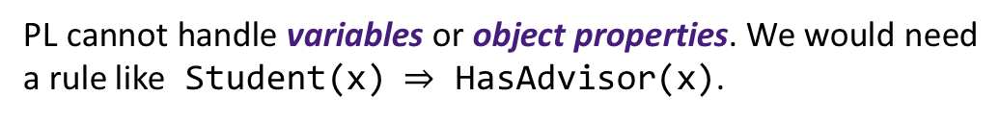 PL cannot handle variables or object properties. We would need
a rule like Student(x) ⇒ HasAdvisor(x).